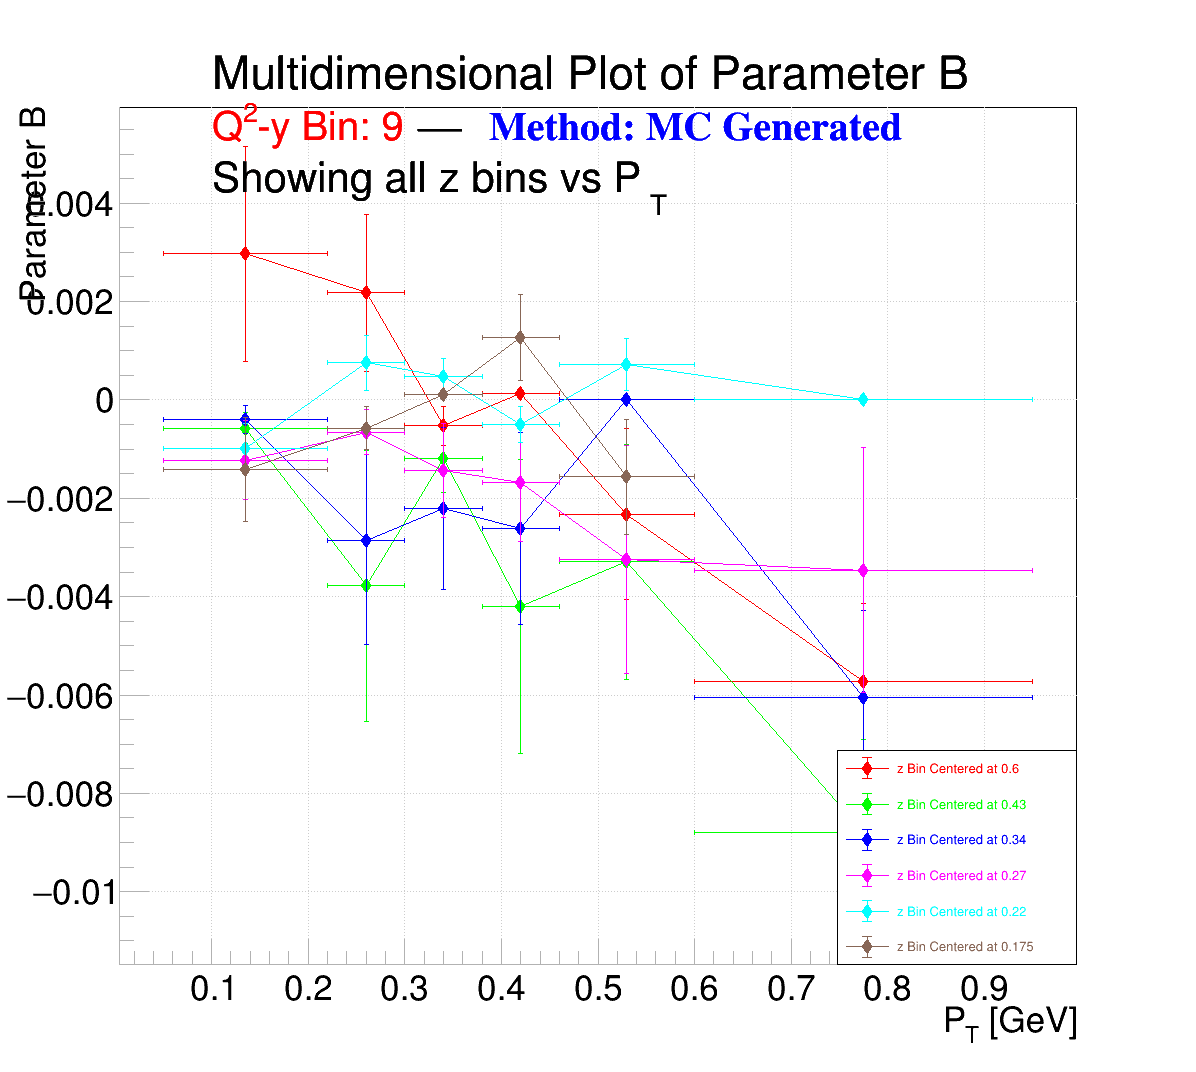 Multidimensional Plot of Parameter B
Q²-y Bin: 9 — Method: MC Generated
Showing all z bins vs P_T
Parameter B
0.004
0.002
0
−0.002
−0.004
−0.006
−0.008
−0.01
z Bin Centered at 0.6
z Bin Centered at 0.43
z Bin Centered at 0.34
z Bin Centered at 0.27
z Bin Centered at 0.22
z Bin Centered at 0.175
0.1 0.2 0.3 0.4 0.5 0.6 0.7 0.8 0.9
P_T [GeV]